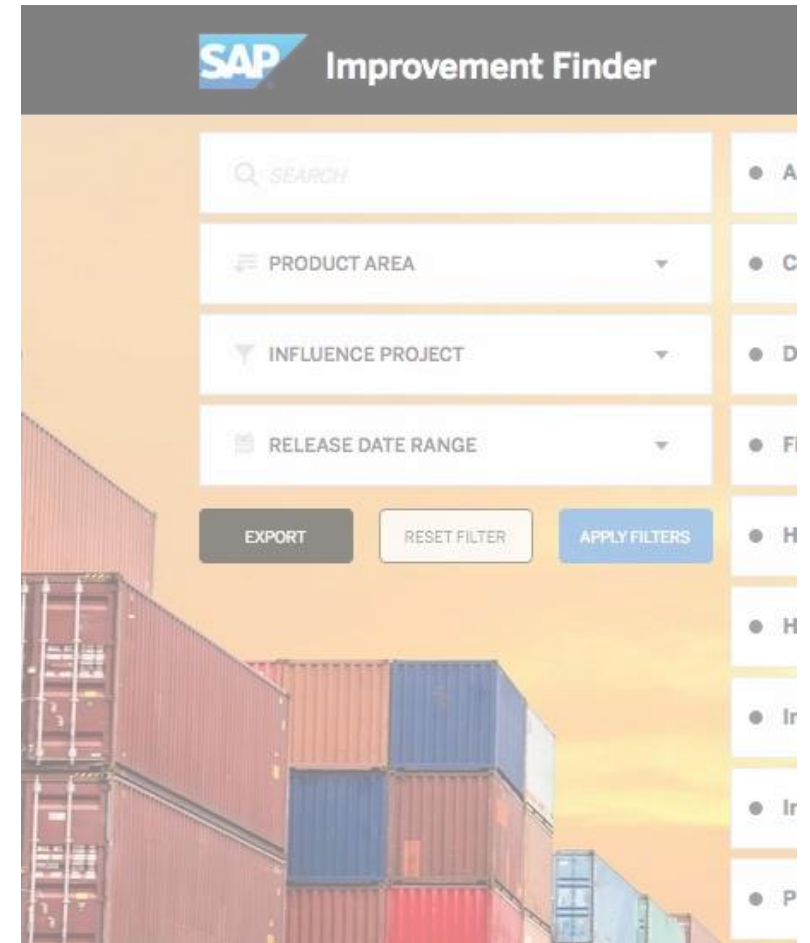 SAP Improvement Finder
SEARCH
PRODUCT AREA
INFLUENCE PROJECT
RELEASE DATE RANGE
EXPORT
RESET FILTER
APPLY FILTERS
A
C
D
H
H
P